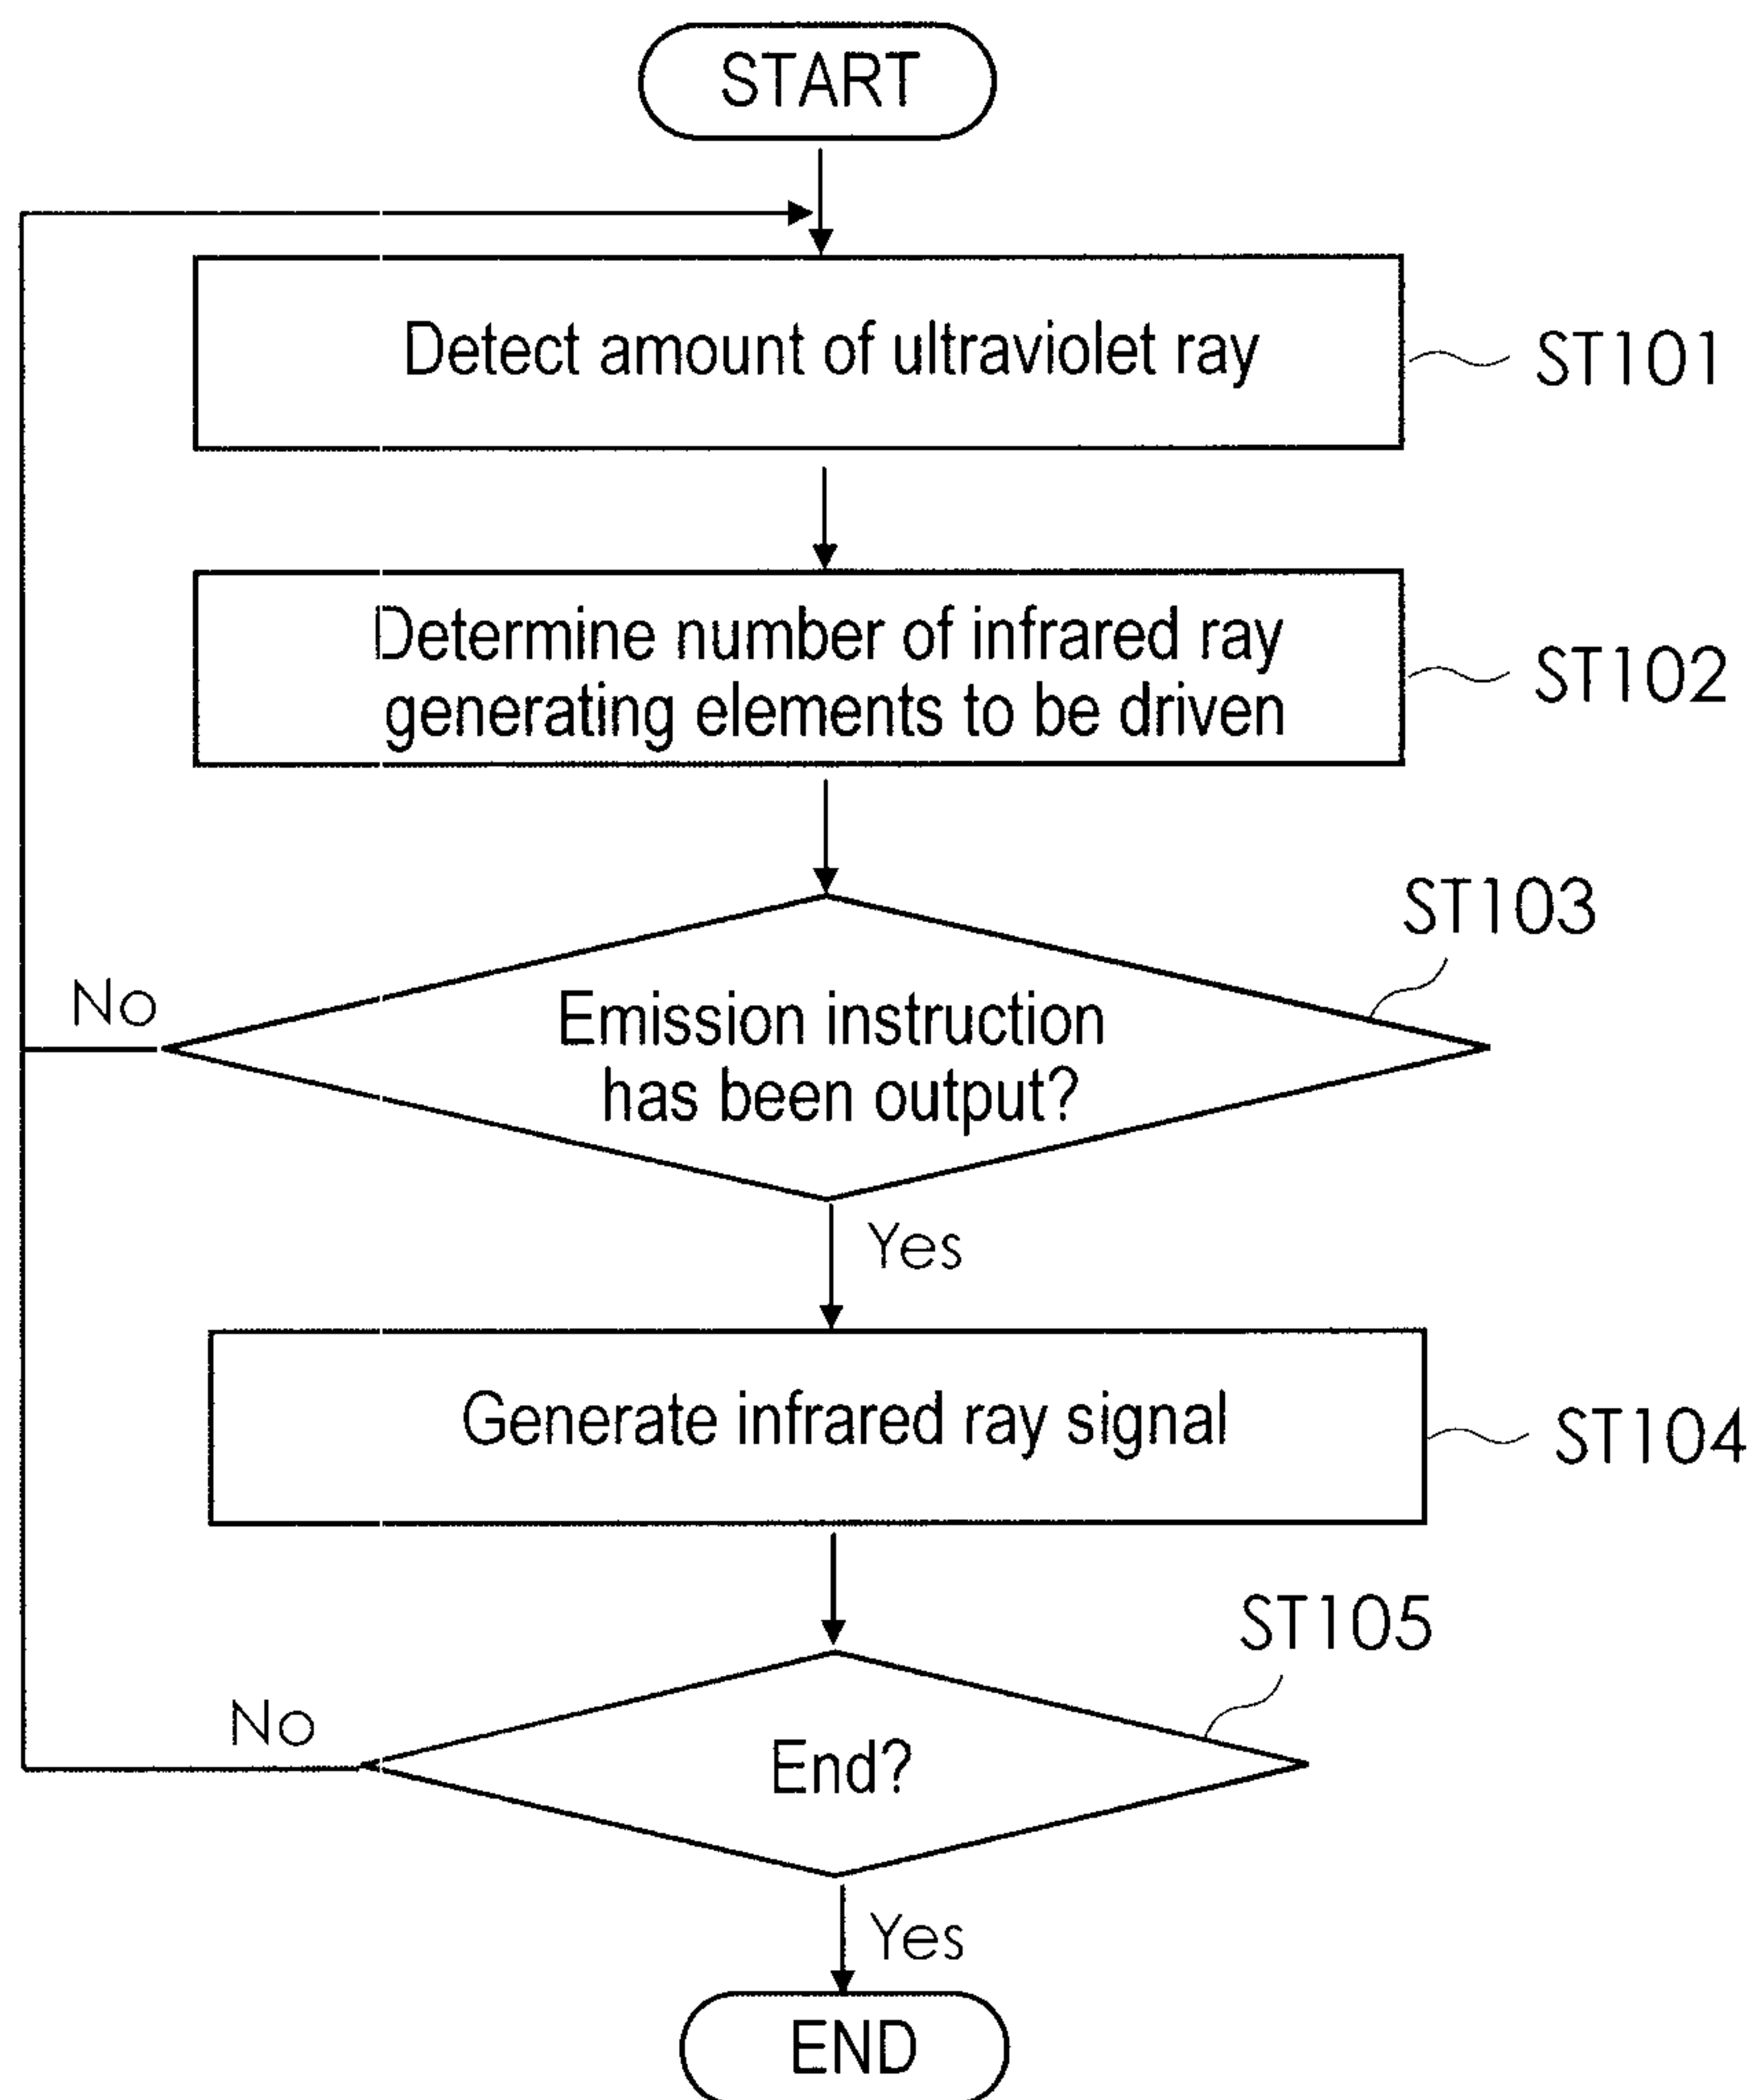 START
Detect amount of ultraviolet ray
ST101
Determine number of infrared ray
generating elements to be driven
ST102
ST103
No
Emission instruction
has been output?
Yes
Generate infrared ray signal
ST104
ST105
No
End?
Yes
END